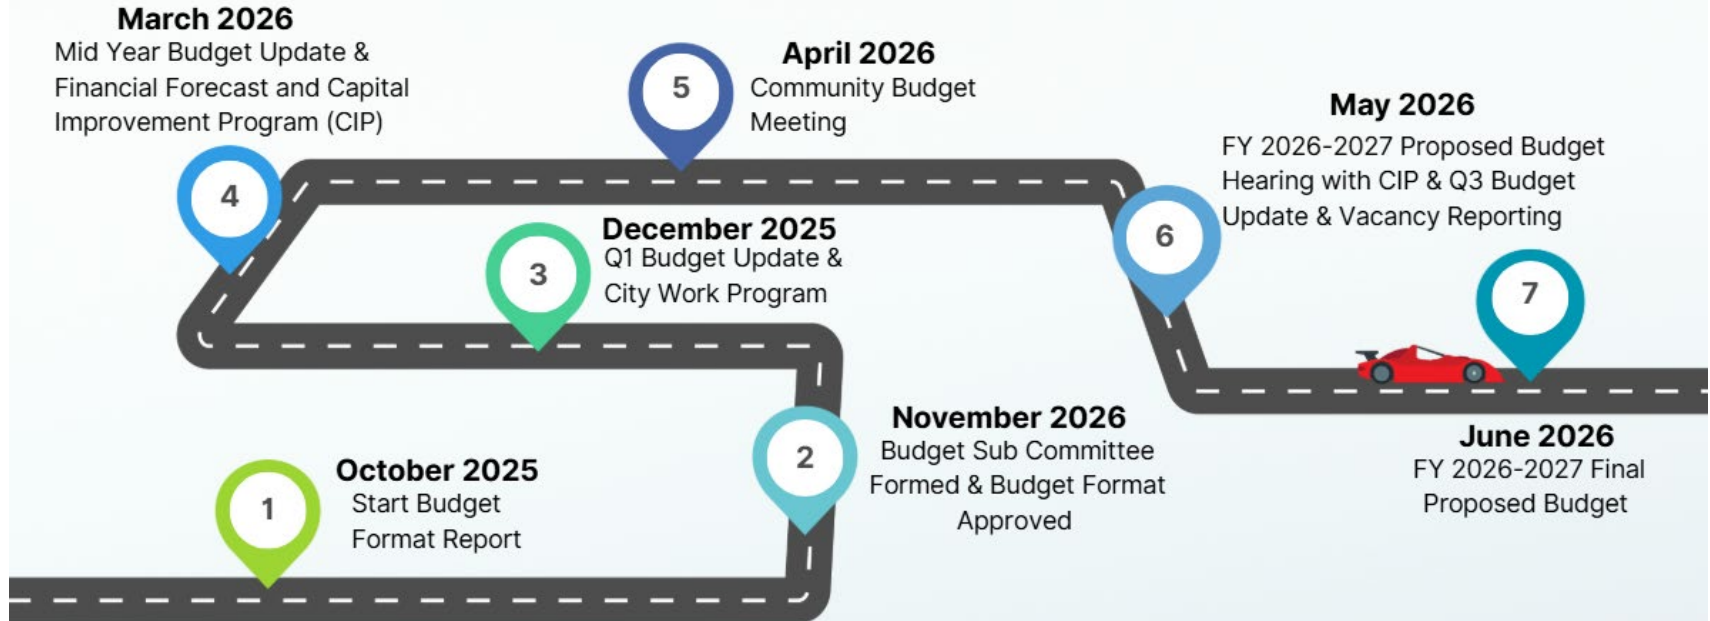 March 2026
Mid Year Budget Update &
Financial Forecast and Capital
Improvement Program (CIP)
4
5
April 2026
Community Budget
Meeting
May 2026
FY 2026-2027 Proposed Budget
Hearing with CIP & Q3 Budget
Update & Vacancy Reporting
6
3
December 2025
Q1 Budget Update &
City Work Program
7
June 2026
FY 2026-2027 Final
Proposed Budget
2
November 2026
Budget Sub Committee
Formed & Budget Format
Approved
1
October 2025
Start Budget
Format Report